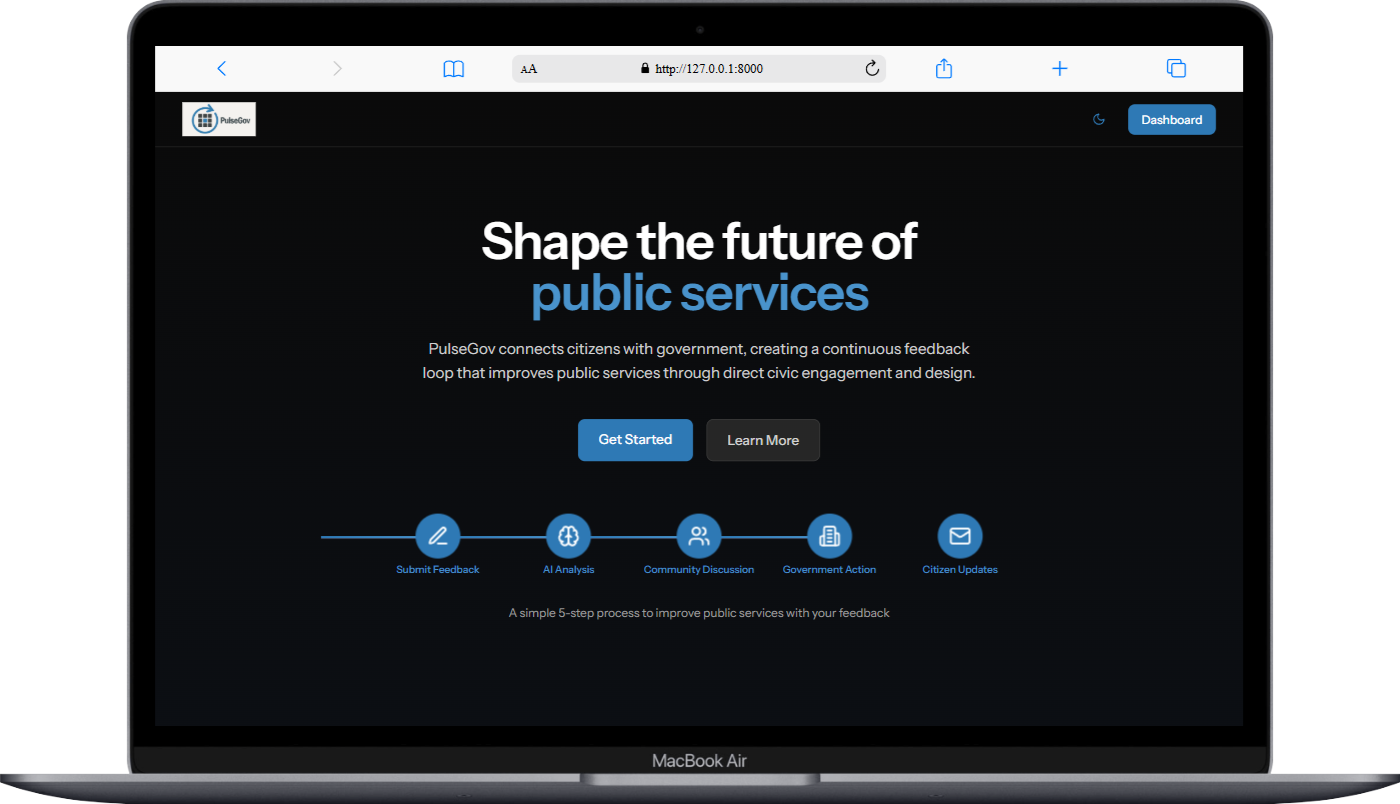 AA http://127.0.0.1:8000
PulseGov
Dashboard
Shape the future of
public services
PulseGov connects citizens with government, creating a continuous feedback
loop that improves public services through direct civic engagement and design.
Get Started
Learn More
Submit Feedback
AI Analysis
Community Discussion
Government Action
Citizen Updates
A simple 5-step process to improve public services with your feedback
MacBook Air